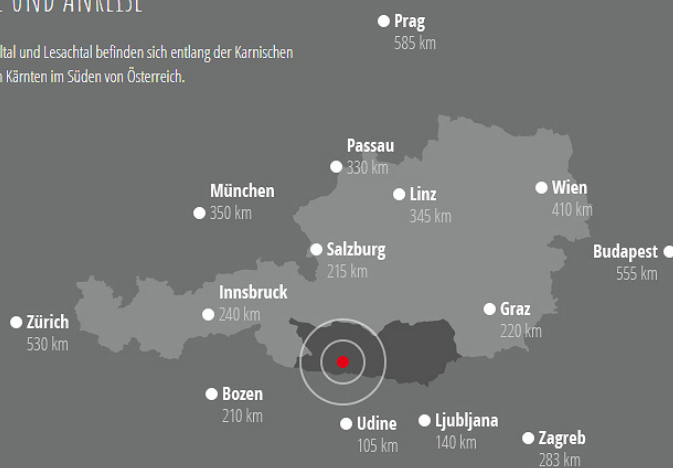 UND ANREISE
Prag
585 km
und Lesachtal befinden sich entlang der Karnischen
Kärnten im Süden von Österreich.
Passau
330 km
München
350 km
Linz
345 km
Wien
410 km
Salzburg
215 km
Budapest
555 km
Innsbruck
240 km
Graz
220 km
Zürich
530 km
Bozen
210 km
Udine
105 km
Ljubljana
140 km
Zagreb
283 km